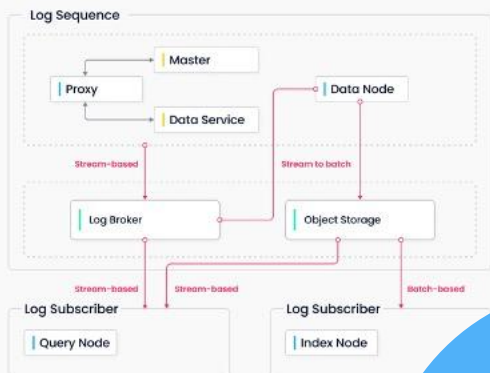 Log Sequence
Master
Proxy
Data Node
Data Service
Stream-based
Stream to batch
Log Broker
Object Storage
Stream-based
Stream-based
Batch-based
Log Subscriber
Log Subscriber
Query Node
Index Node